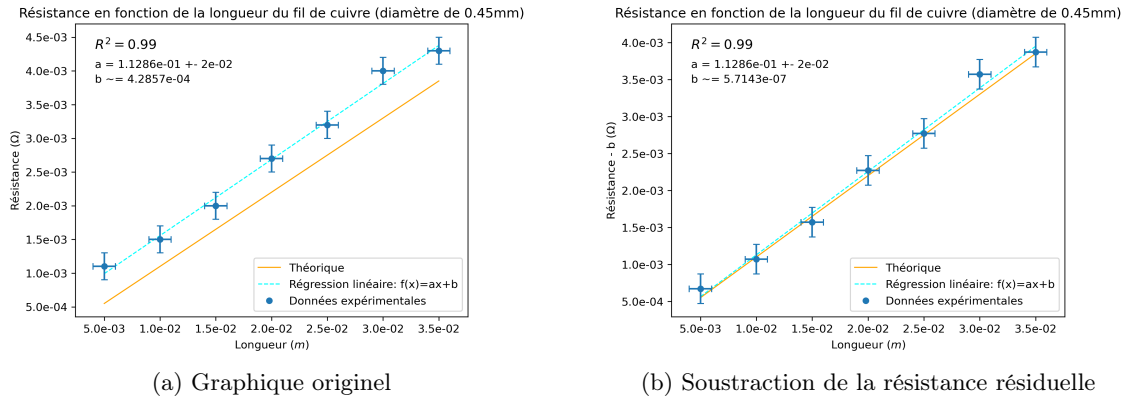 Résistance en fonction de la longueur du fil de cuivre (diamètre de 0.45mm)
R² = 0.99
a = 1.1286e-01 +- 2e-02
b ~= 4.2857e-04
Résistance (Ω)
4.5e-03
4.0e-03
3.5e-03
3.0e-03
2.5e-03
2.0e-03
1.5e-03
1.0e-03
5.0e-04
Théorique
Régression linéaire: f(x)=ax+b
Données expérimentales
5.0e-03 1.0e-02 1.5e-02 2.0e-02 2.5e-02 3.0e-02 3.5e-02
Longueur (m)
(a) Graphique originel
Résistance en fonction de la longueur du fil de cuivre (diamètre de 0.45mm)
R² = 0.99
a = 1.1286e-01 +- 2e-02
b ~= 5.7143e-07
Résistance - b (Ω)
4.0e-03
3.5e-03
3.0e-03
2.5e-03
2.0e-03
1.5e-03
1.0e-03
5.0e-04
Théorique
Régression linéaire: f(x)=ax+b
Données expérimentales
5.0e-03 1.0e-02 1.5e-02 2.0e-02 2.5e-02 3.0e-02 3.5e-02
Longueur (m)
(b) Soustraction de la résistance résiduelle